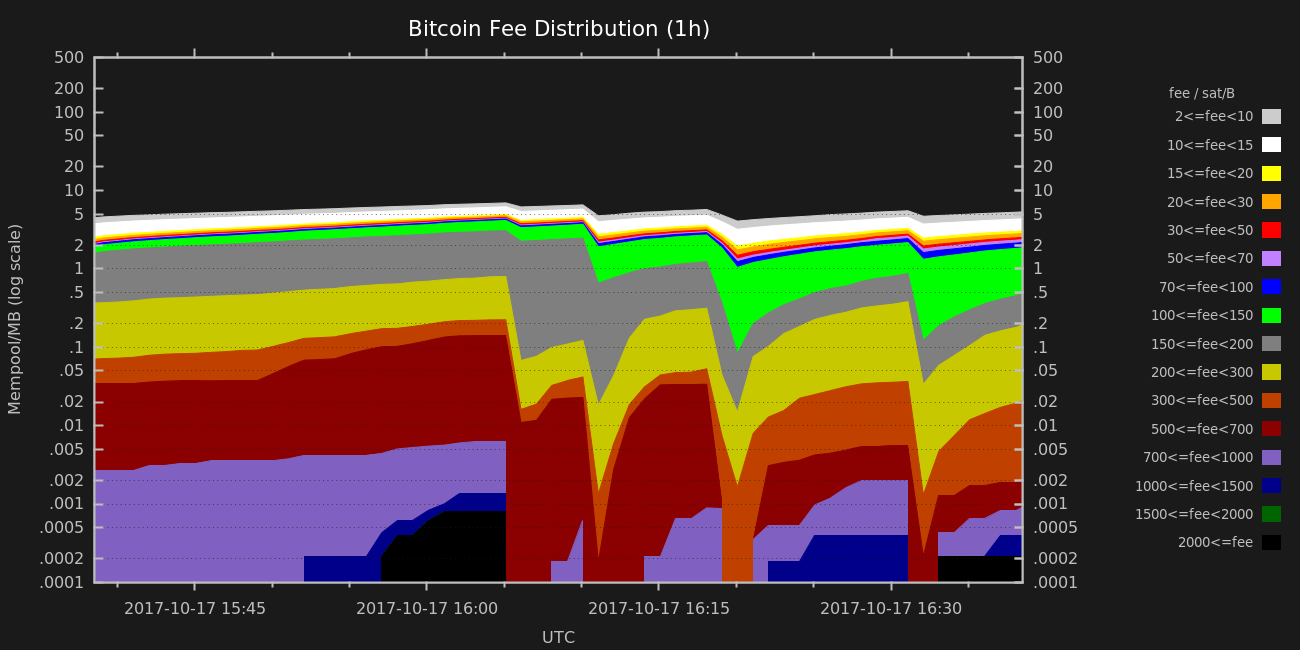 Bitcoin Fee Distribution (1h)
Mempool/MB (log scale)
500
200
100
50
20
10
5
2
1
.5
.2
.1
.05
.02
.01
.005
.002
.001
.0005
.0002
.0001
500
200
100
50
20
10
5
2
1
.5
.2
.1
.05
.02
.01
.005
.002
.001
.0005
.0002
.0001
2017-10-17 15:45 2017-10-17 16:00 2017-10-17 16:15 2017-10-17 16:30
UTC
fee / sat/B
2<=fee<10
10<=fee<15
15<=fee<20
20<=fee<30
30<=fee<50
50<=fee<70
70<=fee<100
100<=fee<150
150<=fee<200
200<=fee<300
300<=fee<500
500<=fee<700
700<=fee<1000
1000<=fee<1500
1500<=fee<2000
2000<=fee